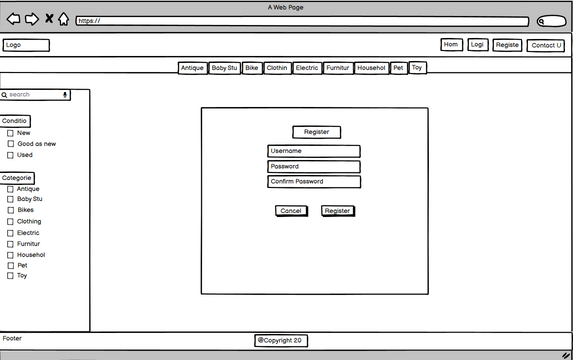 A Web Page
https://
Logo
Hom Logi Registe Contact U
Antique Baby Stu Bike Clothin Electric Furnitur Househol Pet Toy
search
Conditio
New
Good as new
Used
Categorie
Antique
Baby Stu
Bikes
Clothing
Electric
Furnitur
Househol
Pet
Toy
Register
Username
Password
Confirm Password
Cancel Register
Footer
@Copyright 20